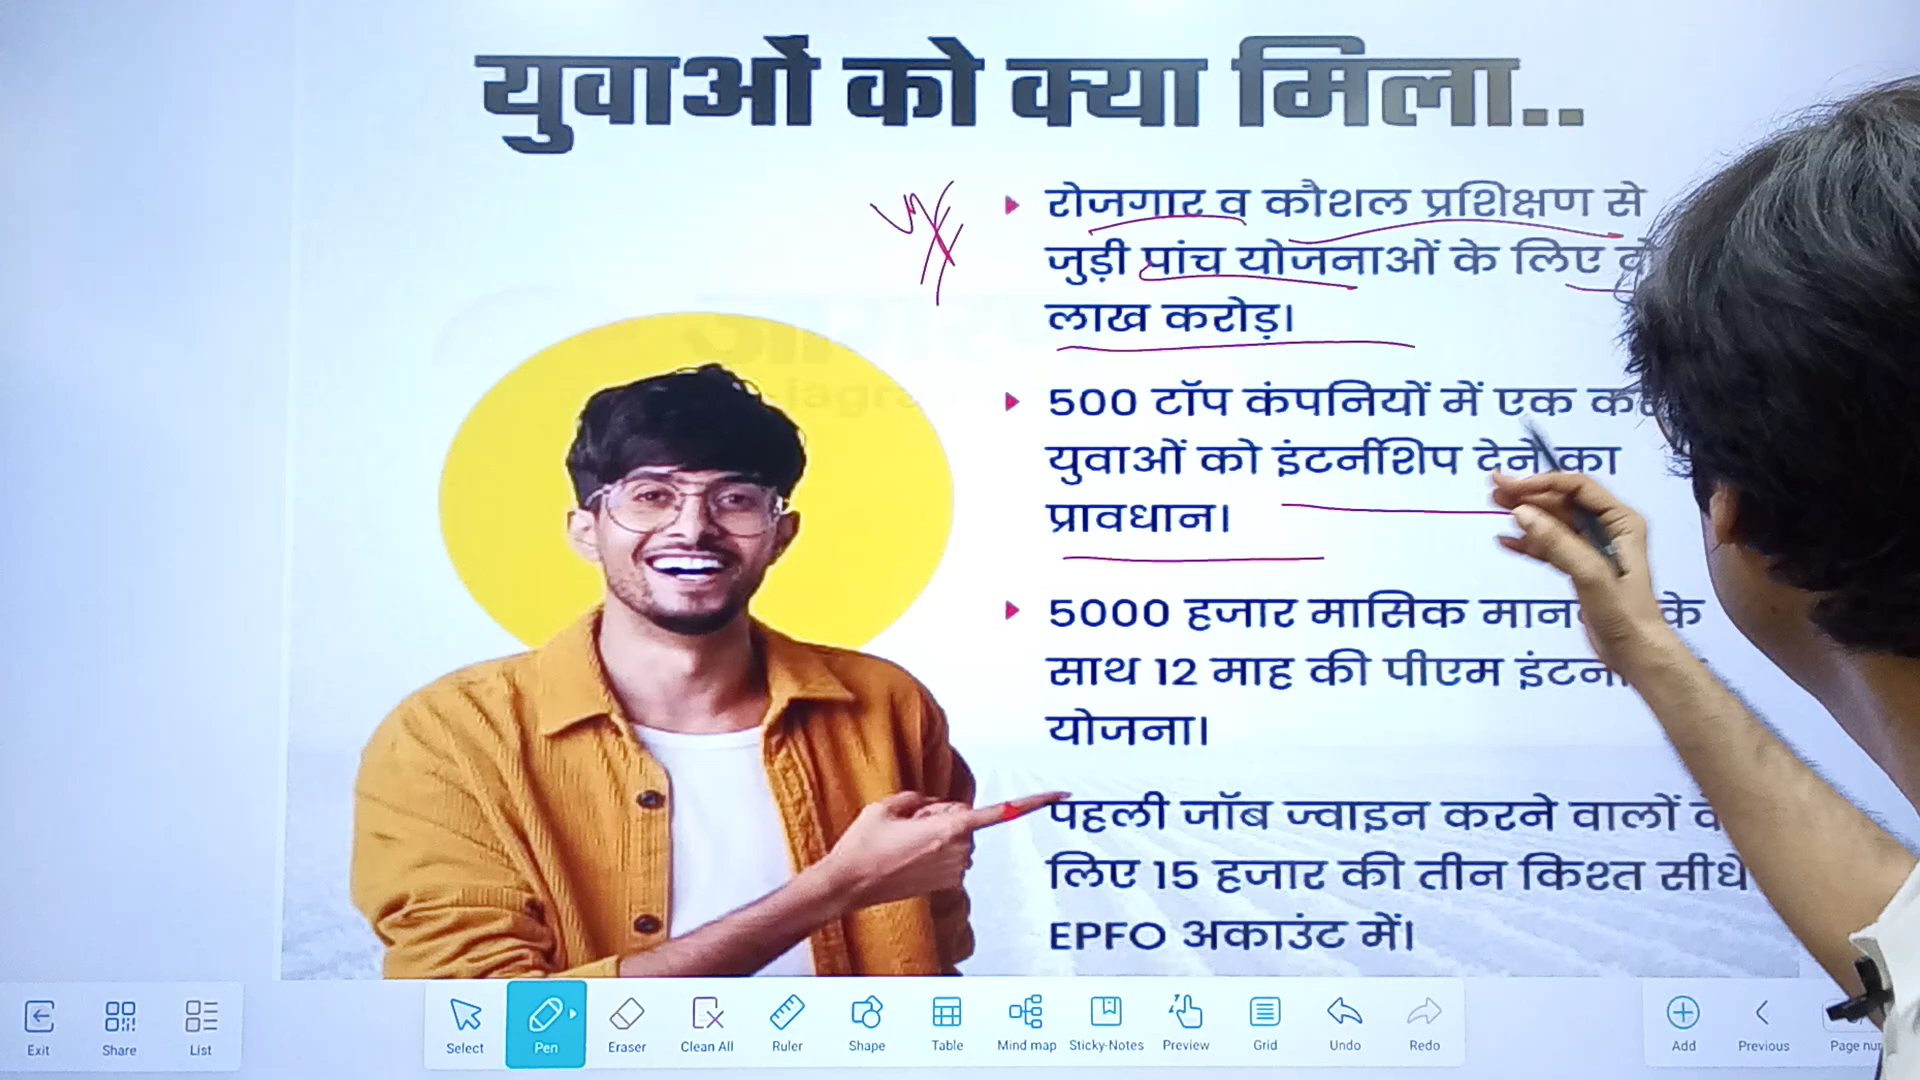 युवाओं को क्या मिला..
रोजगार व कौशल प्रशिक्षण से
जुड़ी पांच योजनाओं के लिए
लाख करोड़।
500 टॉप कंपनियों में एक
युवाओं को इंटर्नशिप देने का
प्रावधान।
5000 हजार मासिक के
साथ 12 माह की पीएम
योजना।
पहली जॉब ज्वाइन करने वालों
लिए 15 हजार की तीन किश्त सीधे
EPFO अकाउंट में।
Exit Share List Select Pen Eraser Clean All Ruler Shape Table Mind map Sticky-Notes Preview Grid Undo Redo Add Previous Page